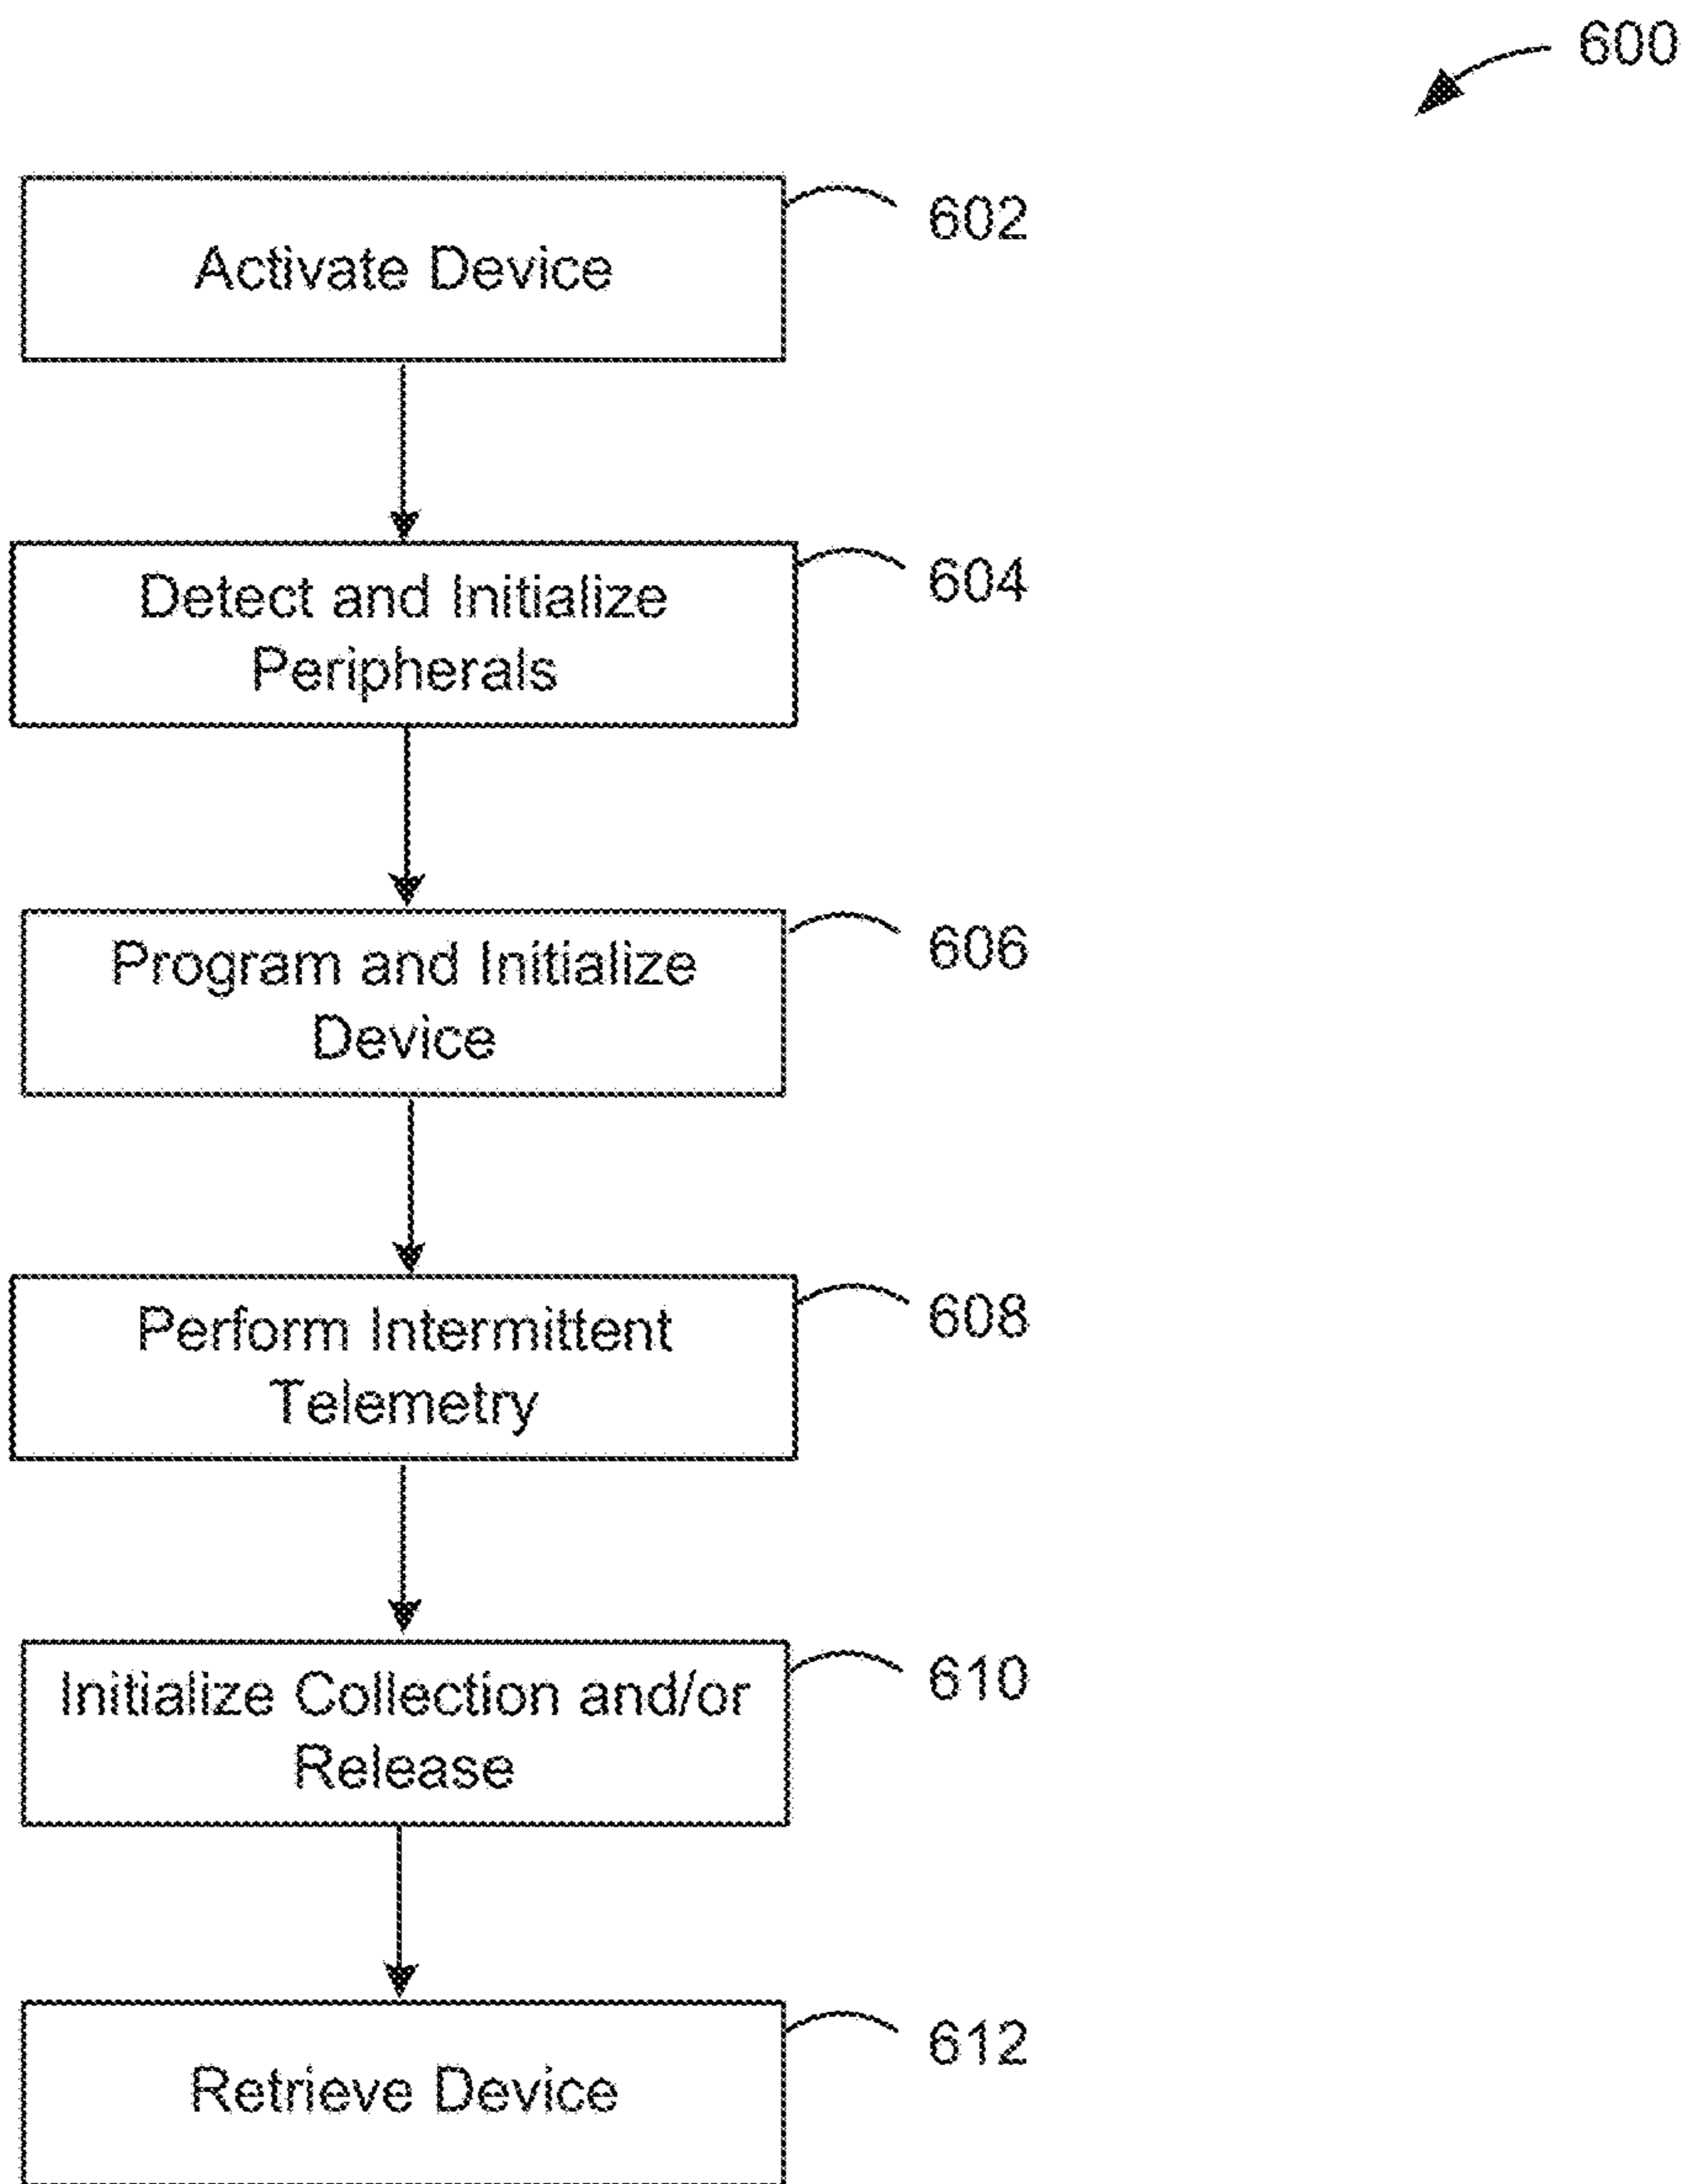 600
Activate Device
602
Detect and Initialize
Peripherals
604
Program and Initialize
Device
606
Perform Intermittent
Telemetry
608
Initialize Collection and/or
Release
610
Retrieve Device
612